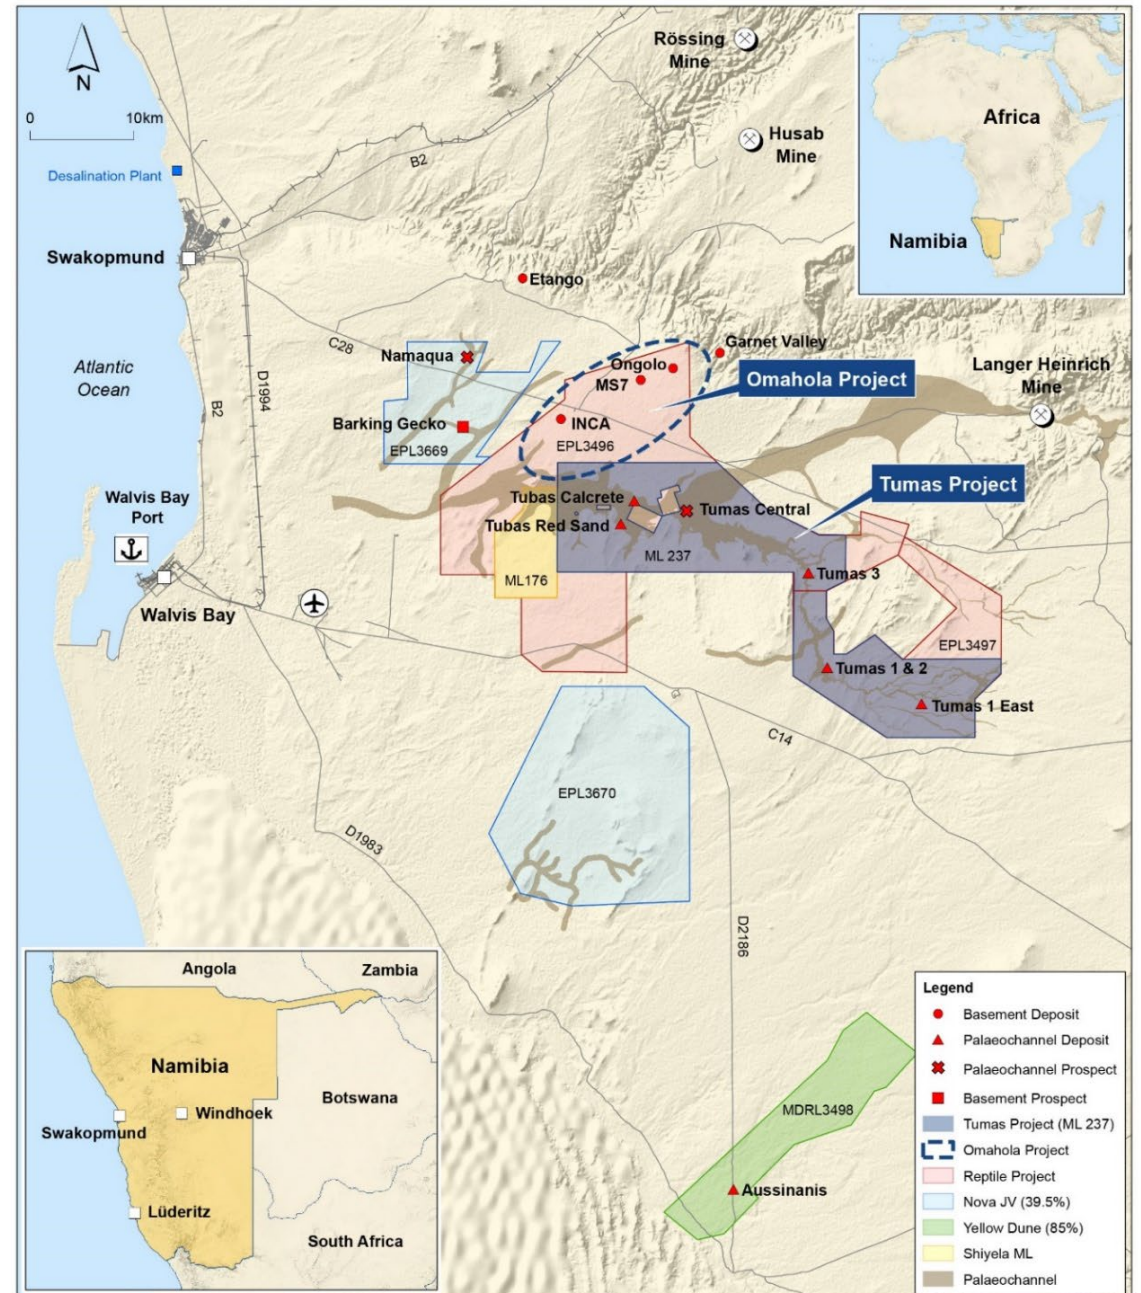 Rössing
Mine
N
0
10km
Husab
Mine
Africa
Namibia
B2
Desalination Plant
Swakopmund
Etango
C28
Atlantic
Ocean
D1994
B2
Namaqua
Barking Gecko
EPL3669
Garnet Valley
Ongolo
MS7
INCA
EPL3496
Omahola Project
Langer Heinrich
Mine
Tumas Project
Walvis Bay
Port
Tubas Calcrete
Tubas Red Sand
Tumas Central
ML 237
ML176
Tumas 3
Walvis Bay
EPL3497
Tumas 1 & 2
Tumas 1 East
C14
EPL3670
D1983
D2186
MDRL3498
Aussinanis
Angola
Zambia
Namibia
Botswana
Windhoek
Swakopmund
Lüderitz
South Africa
Legend
Basement Deposit
Palaeochannel Deposit
Palaeochannel Prospect
Basement Prospect
Tumas Project (ML 237)
Omahola Project
Reptile Project
Nova JV (39.5%)
Yellow Dune (85%)
Shiyela ML
Palaeochannel